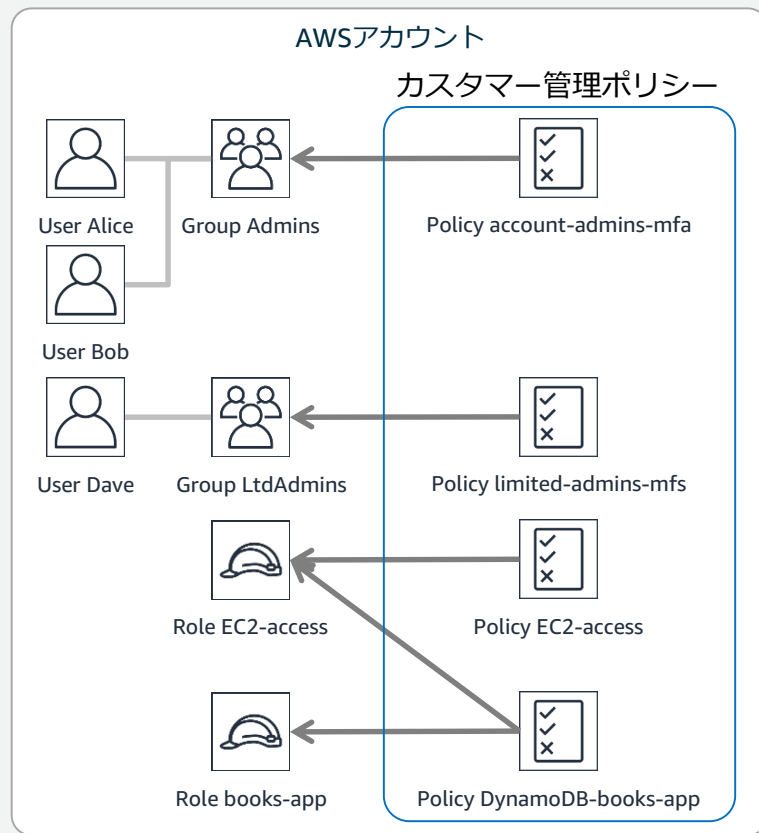 AWSアカウント
カスタマー管理ポリシー
User Alice
Group Admins
Policy account-admins-mfa
User Bob
User Dave
Group LtdAdmins
Policy limited-admins-mfs
Role EC2-access
Policy EC2-access
Role books-app
Policy DynamoDB-books-app